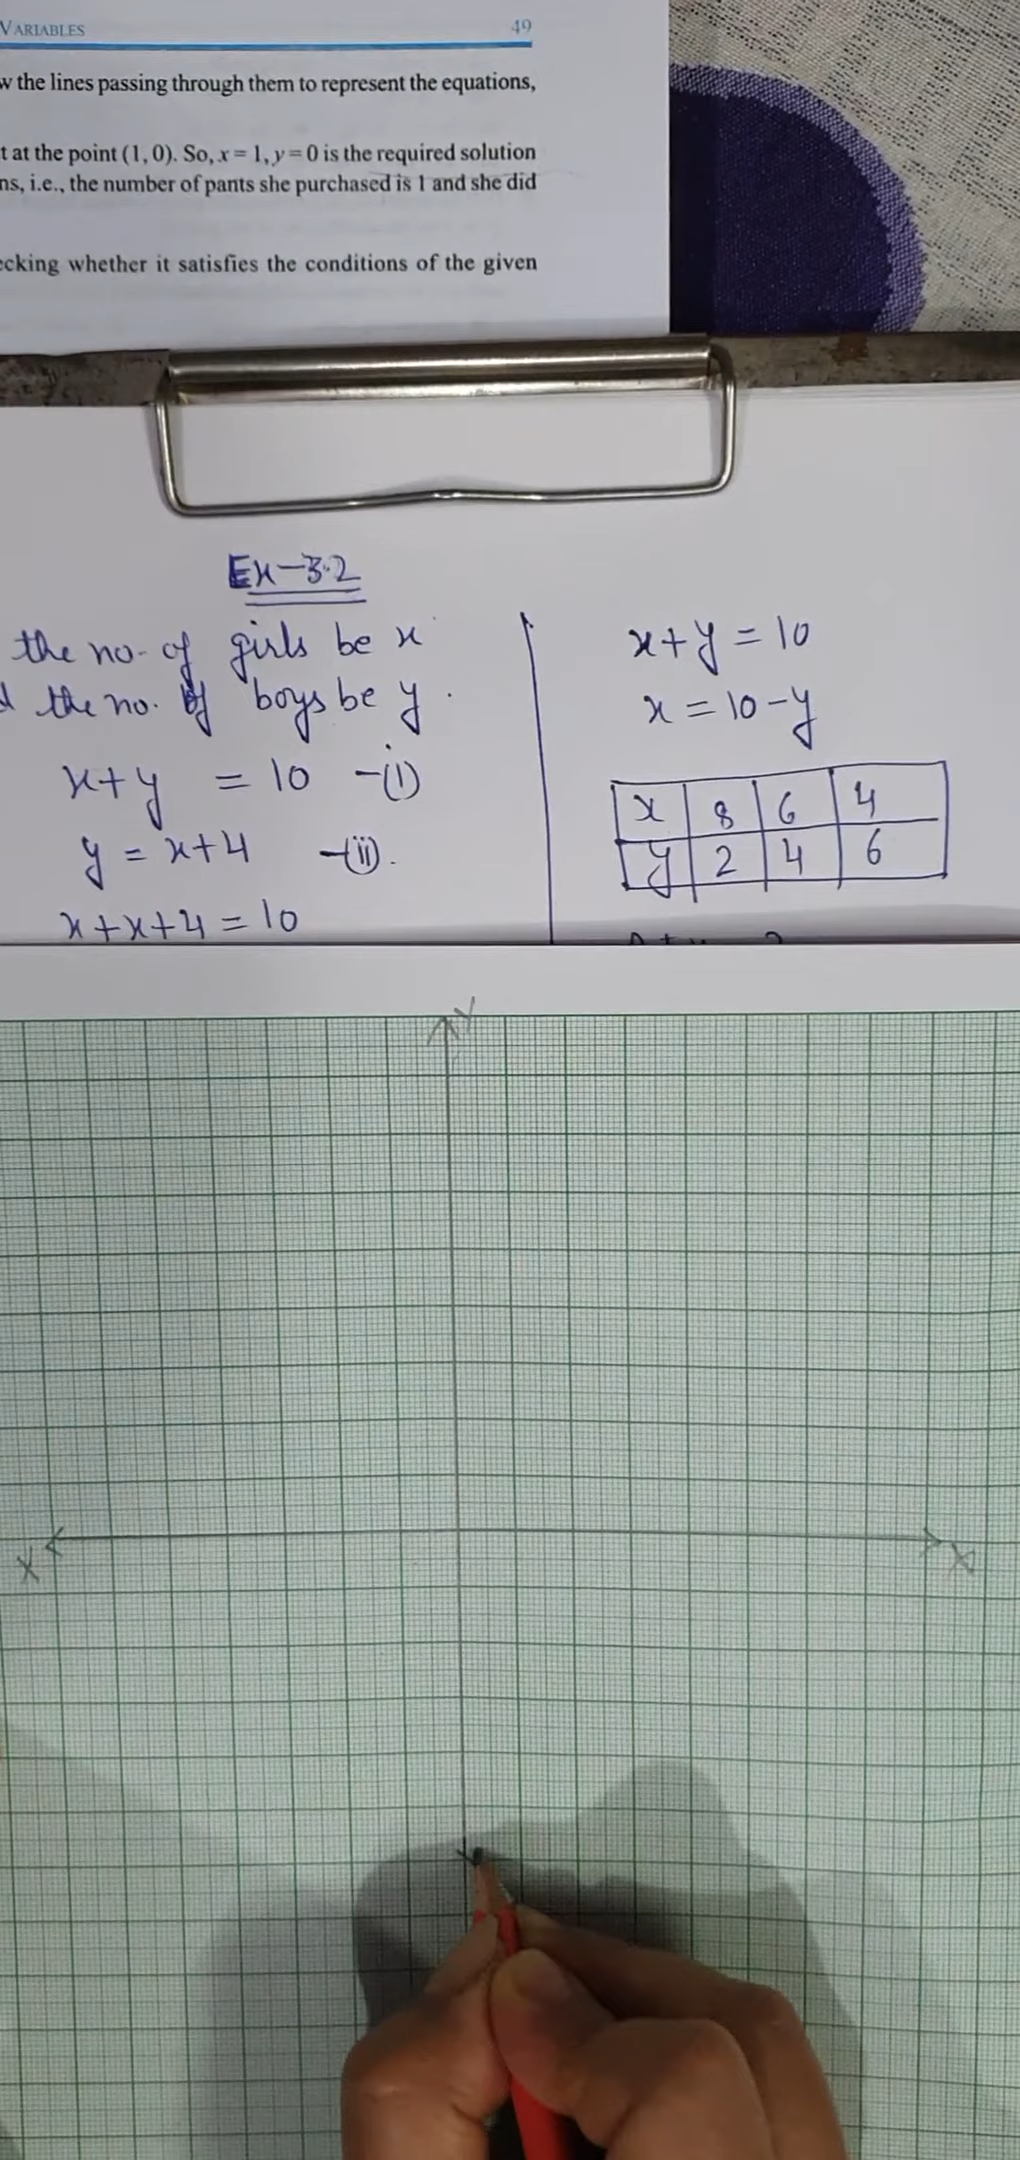 VARIABLES 49
w the lines passing through them to represent the equations,
t at the point (1, 0). So, x = 1, y = 0 is the required solution
ns, i.e., the number of pants she purchased is 1 and she did
ecking whether it satisfies the conditions of the given
Ex-3.2
the no. of girls be x
the no. of boys be y.
x+y = 10 -(i)
y = x+4 -(ii).
x+x+4 = 10
x+y = 10
x = 10-y
x 8 6 4
y 2 4 6
Y
X X